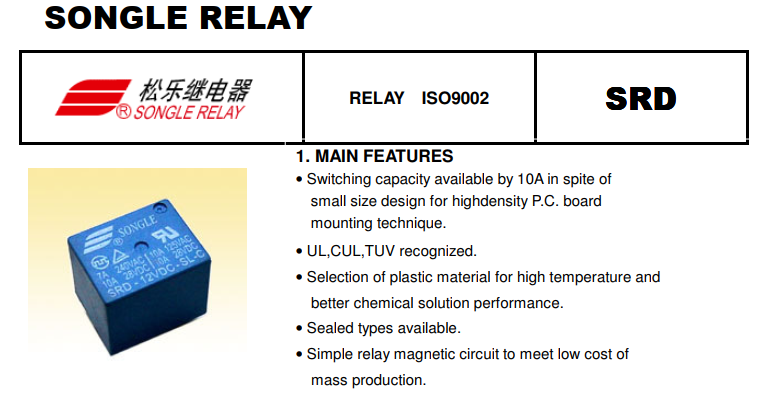 SONGLE RELAY
松乐继电器
® SONGLE RELAY
RELAY ISO9002
SRD
1. MAIN FEATURES
• Switching capacity available by 10A in spite of
small size design for highdensity P.C. board
mounting technique.
• UL,CUL,TUV recognized.
• Selection of plastic material for high temperature and
better chemical solution performance.
• Sealed types available.
• Simple relay magnetic circuit to meet low cost of
mass production.
SONGLE
7A 240VAC 10A 125VAC
10A 28VDC 10A 28VDC
SRD-12VDC-SL-C